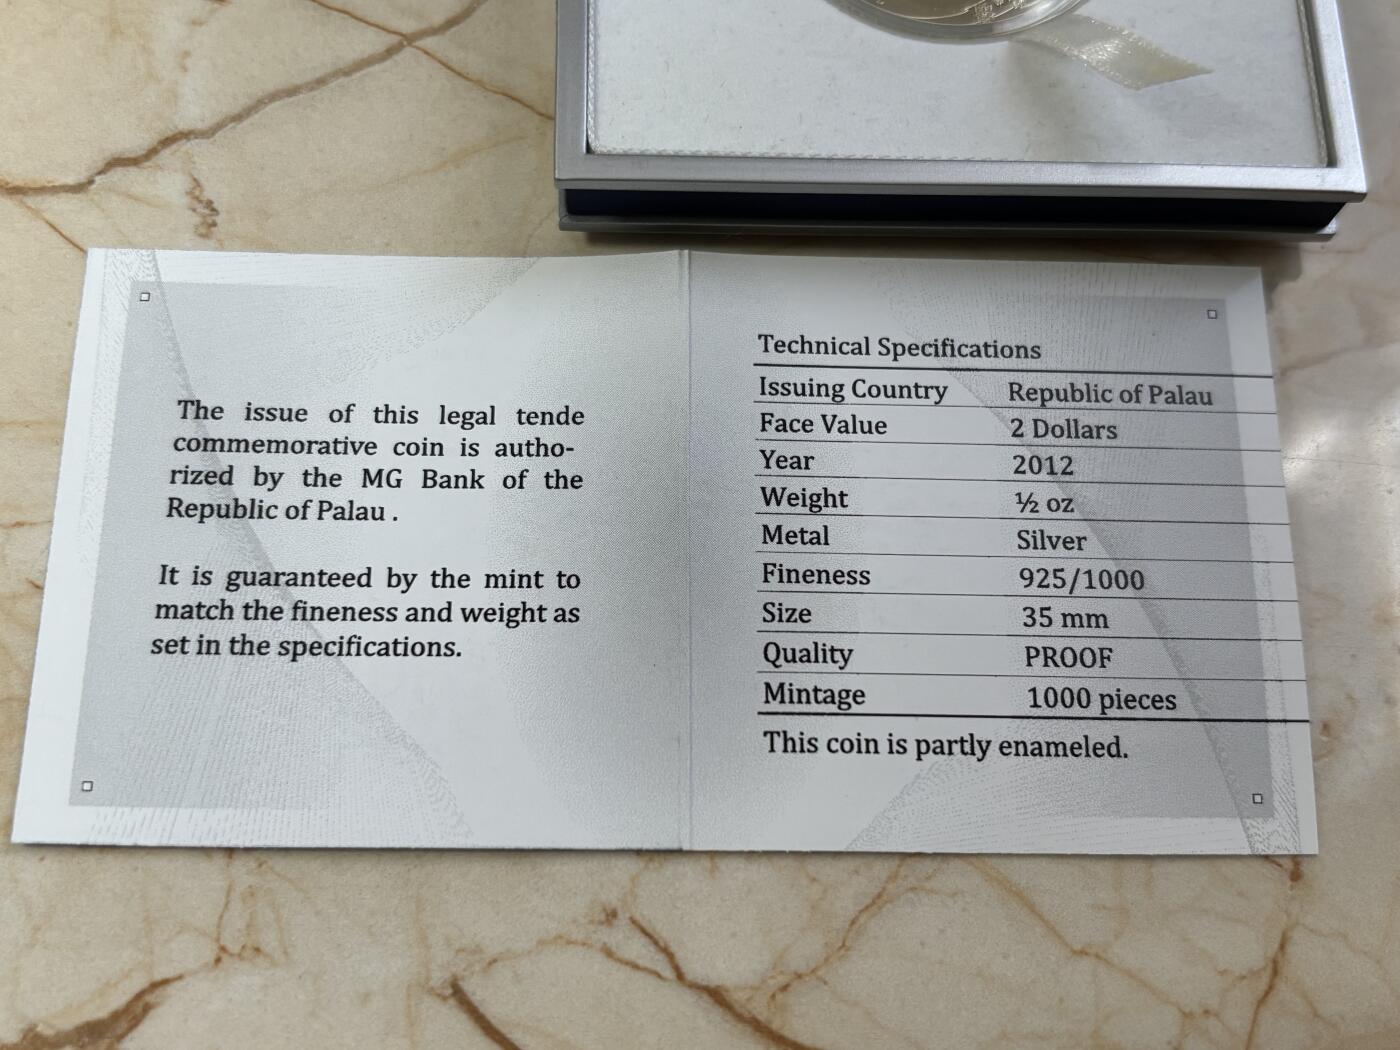 The issue of this legal tende
commemorative coin is autho-
rized by the MG Bank of the
Republic of Palau .
It is guaranteed by the mint to
match the fineness and weight as
set in the specifications.
Technical Specifications
Issuing Country Republic of Palau
Face Value 2 Dollars
Year 2012
Weight ½ oz
Metal Silver
Fineness 925/1000
Size 35 mm
Quality PROOF
Mintage 1000 pieces
This coin is partly enameled.